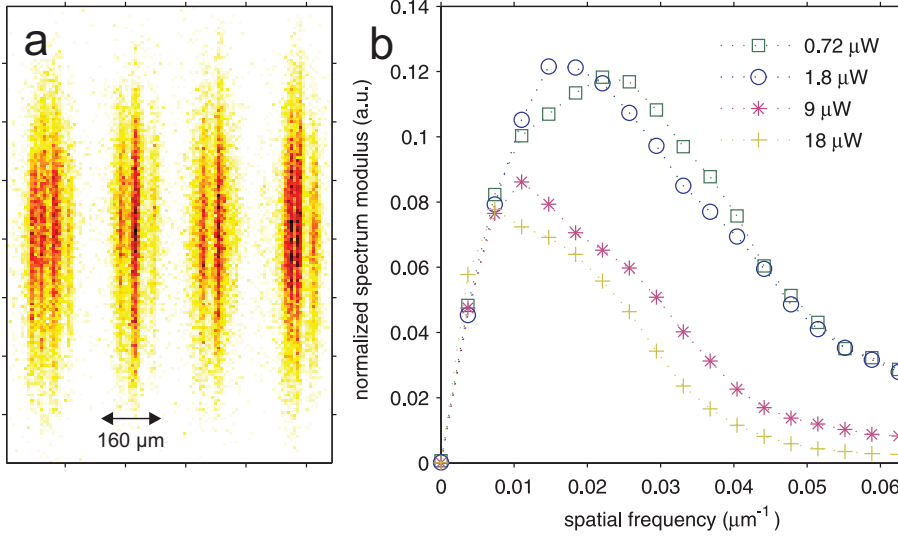 a
160 µm
b
normalized spectrum modulus (a.u.)
0.14
0.12
0.1
0.08
0.06
0.04
0.02
0
0 0.01 0.02 0.03 0.04 0.05 0.06
spatial frequency (µm⁻¹)
0.72 µW
1.8 µW
9 µW
18 µW